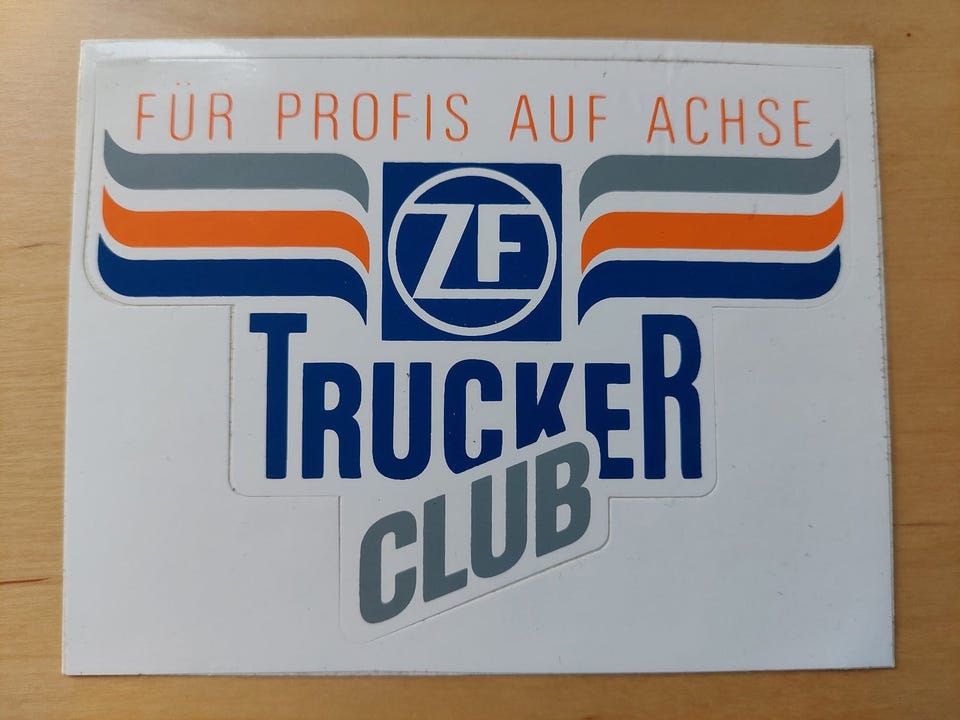 FÜR PROFIS AUF ACHSE
ZF
TRUCKER
CLUB